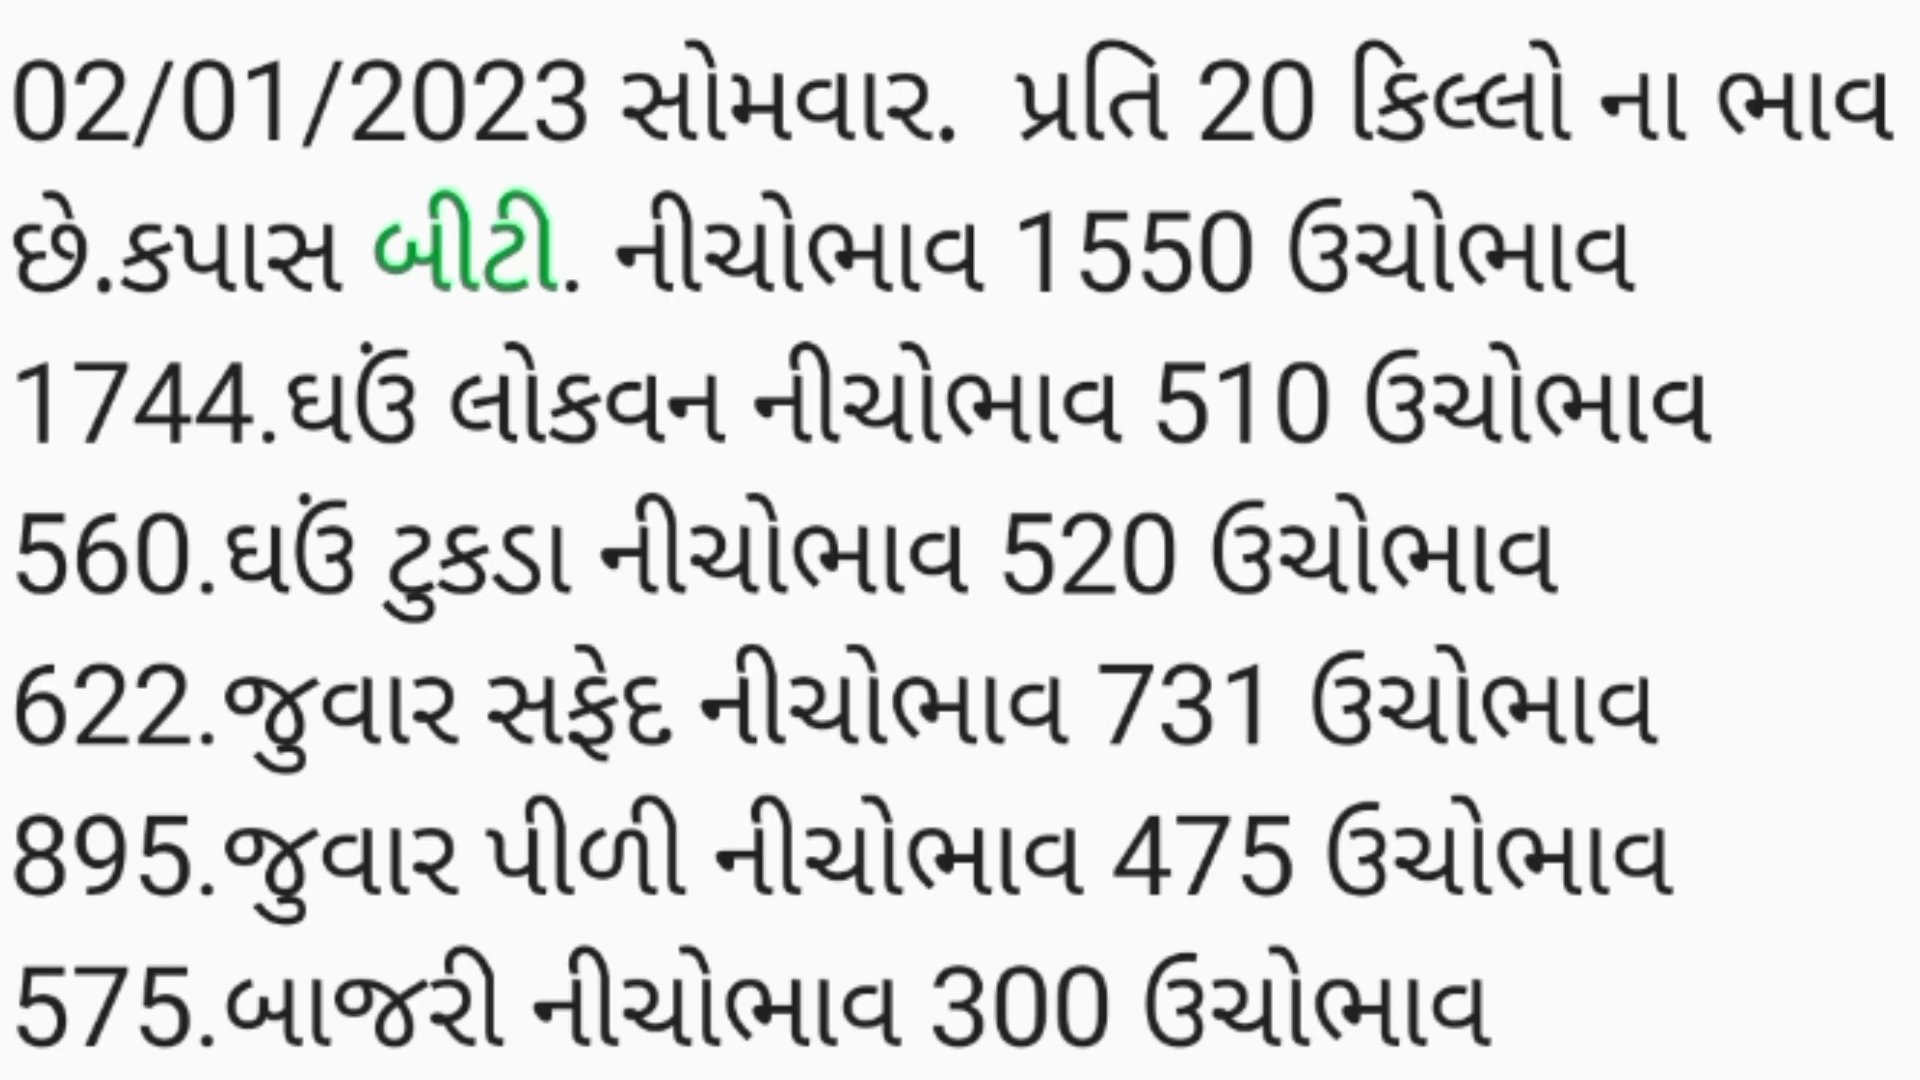 02/01/2023 સોમવાર.  પ્રતિ 20 કિલ્લો ના ભાવ
છે.કપાસ બીટી. નીચોભાવ 1550 ઉચોભાવ
1744.ઘઉં લોકવન નીચોભાવ 510 ઉચોભાવ
560.ઘઉં ટુકડા નીચોભાવ 520 ઉચોભાવ
622.જુવાર સફેદ નીચોભાવ 731 ઉચોભાવ
895.જુવાર પીળી નીચોભાવ 475 ઉચોભાવ
575.બાજરી નીચોભાવ 300 ઉચોભાવ